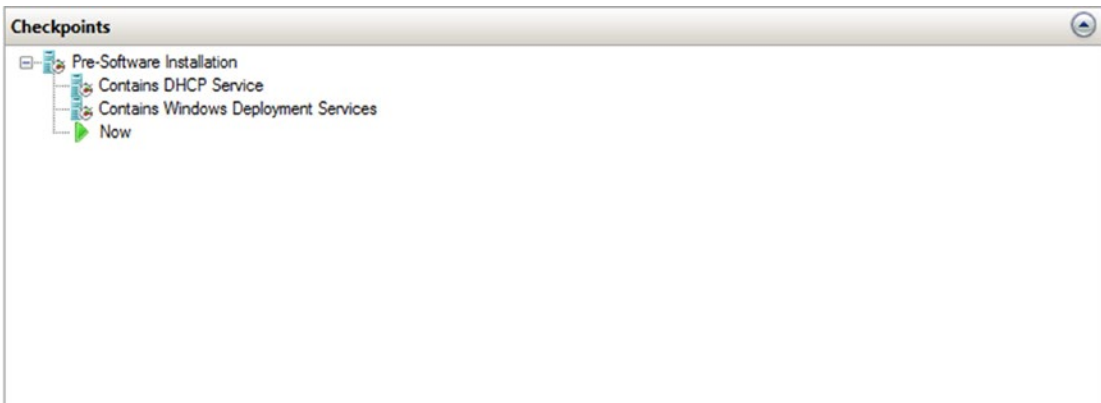 Checkpoints
Pre-Software Installation
Contains DHCP Service
Contains Windows Deployment Services
Now